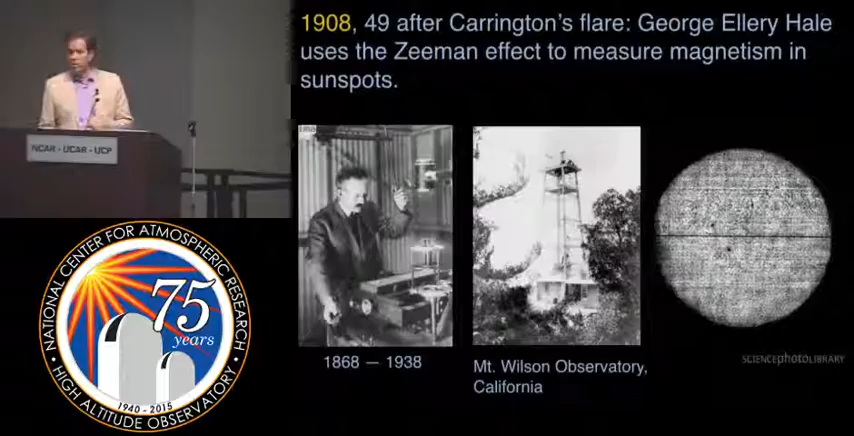 1908, 49 after Carrington's flare: George Ellery Hale
uses the Zeeman effect to measure magnetism in
sunspots.
NCAR - UCAR - UCP
NATIONAL CENTER FOR ATMOSPHERIC RESEARCH
75
years
1940 - 2015
HIGH ALTITUDE OBSERVATORY
1868 — 1938
Mt. Wilson Observatory,
California
SCIENCEphotoLIBRARY